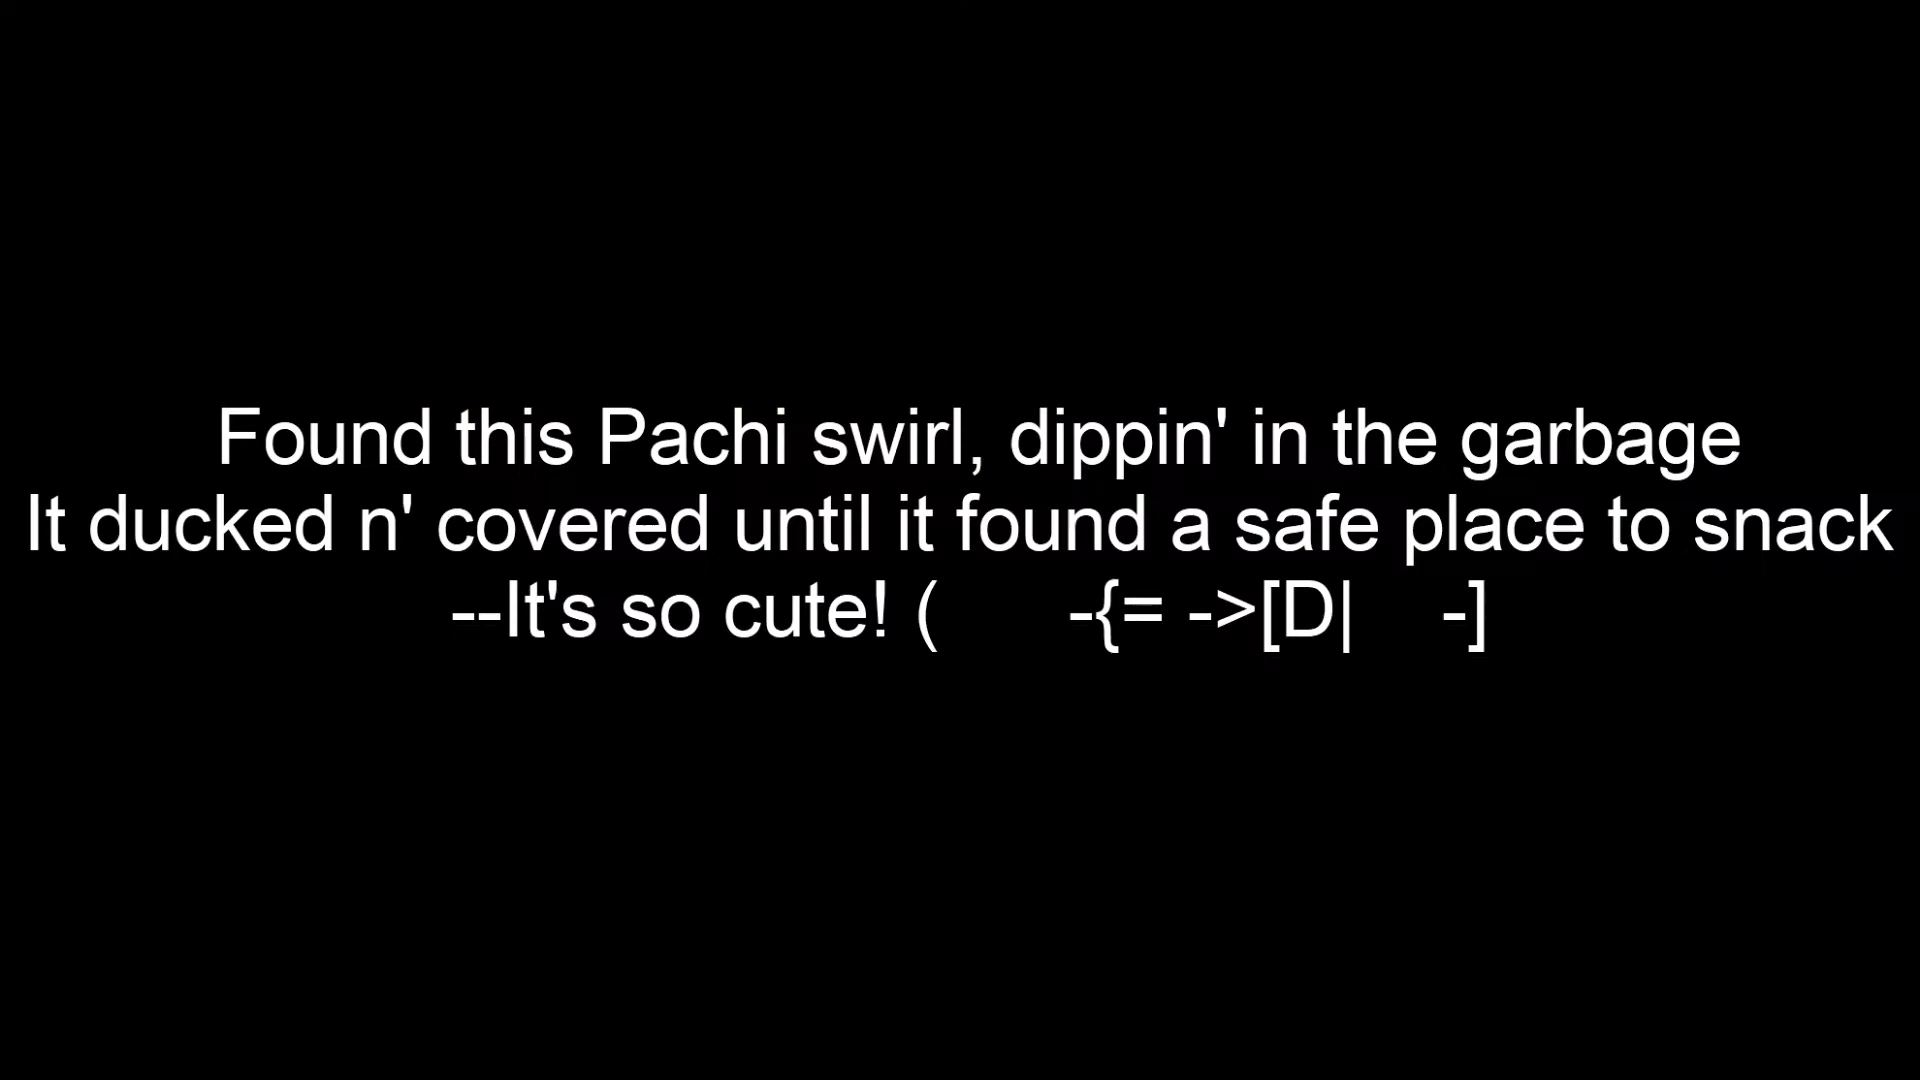 Found this Pachi swirl, dippin' in the garbage
It ducked n' covered until it found a safe place to snack
--It's so cute! (      -{= ->[D|    -]